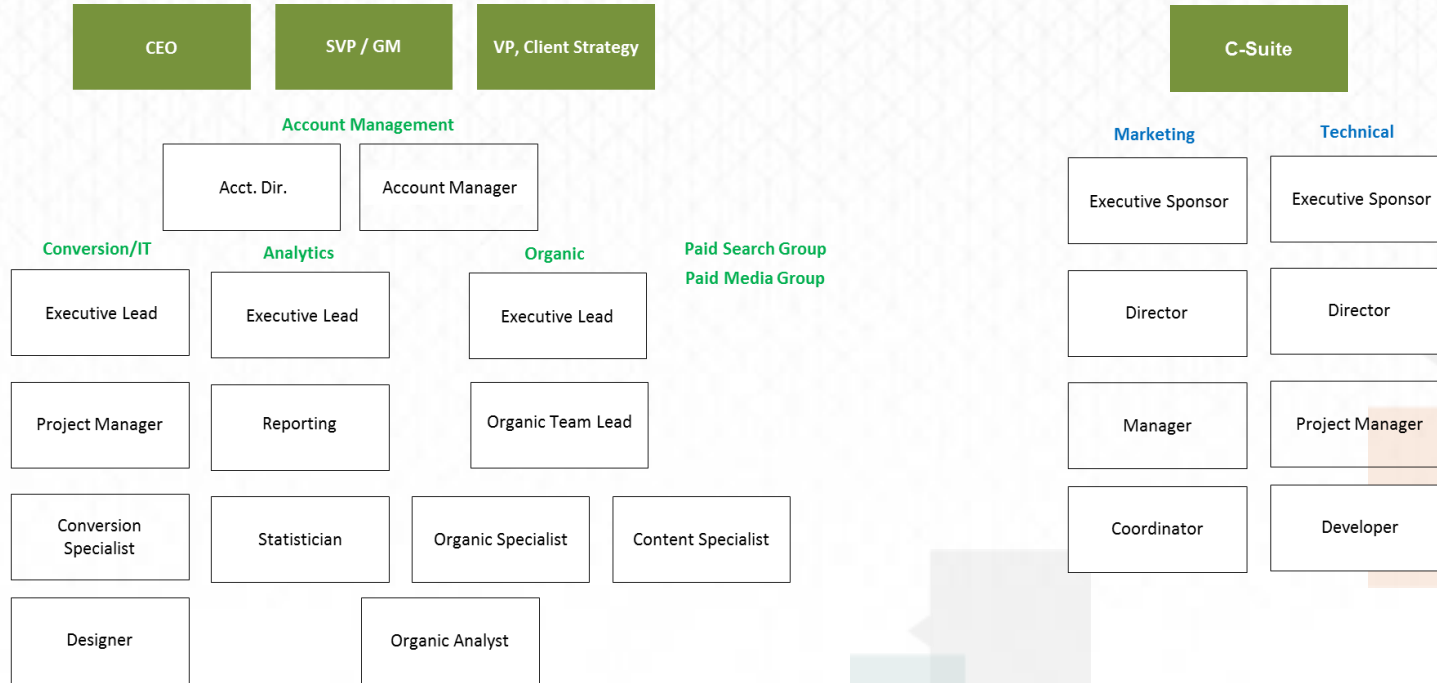 CEO
SVP / GM
VP, Client Strategy
C-Suite
Account Management
Acct. Dir.
Account Manager
Conversion/IT
Analytics
Organic
Paid Search Group
Paid Media Group
Executive Lead
Executive Lead
Executive Lead
Project Manager
Reporting
Organic Team Lead
Conversion
Specialist
Statistician
Organic Specialist
Content Specialist
Designer
Organic Analyst
Marketing
Technical
Executive Sponsor
Executive Sponsor
Director
Director
Manager
Project Manager
Coordinator
Developer